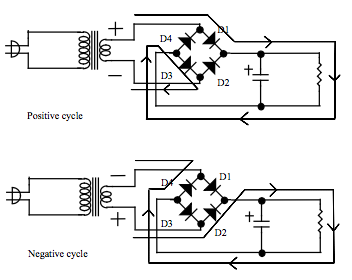 +
D4
D1
+
D3
D2
−
Positive cycle
−
D4
D1
+
D3
D2
+
Negative cycle